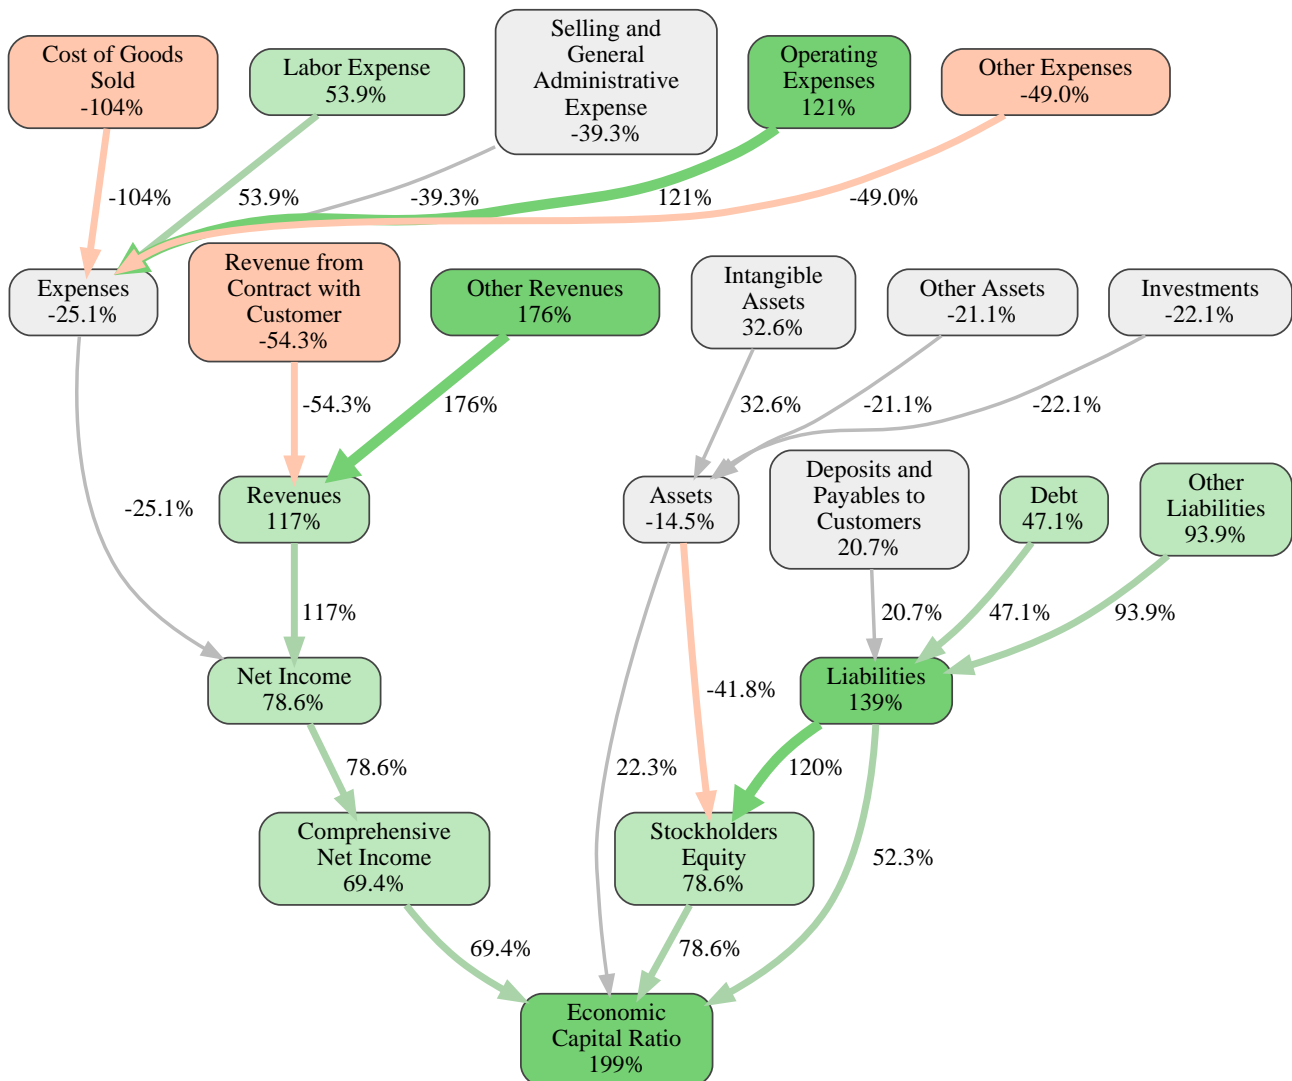 Cost of Goods
Sold
-104%
Labor Expense
53.9%
Selling and
General
Administrative
Expense
-39.3%
Operating
Expenses
121%
Other Expenses
-49.0%
-104%
53.9%
-39.3%
121%
-49.0%
Expenses
-25.1%
Revenue from
Contract with
Customer
-54.3%
Other Revenues
176%
Intangible
Assets
32.6%
Other Assets
-21.1%
Investments
-22.1%
-54.3%
176%
32.6%
-21.1%
-22.1%
-25.1%
Revenues
117%
Assets
-14.5%
Deposits and
Payables to
Customers
20.7%
Debt
47.1%
Other
Liabilities
93.9%
117%
20.7%
47.1%
93.9%
Net Income
78.6%
-41.8%
Liabilities
139%
78.6%
22.3%
120%
Comprehensive
Net Income
69.4%
Stockholders
Equity
78.6%
52.3%
69.4%
78.6%
Economic
Capital Ratio
199%